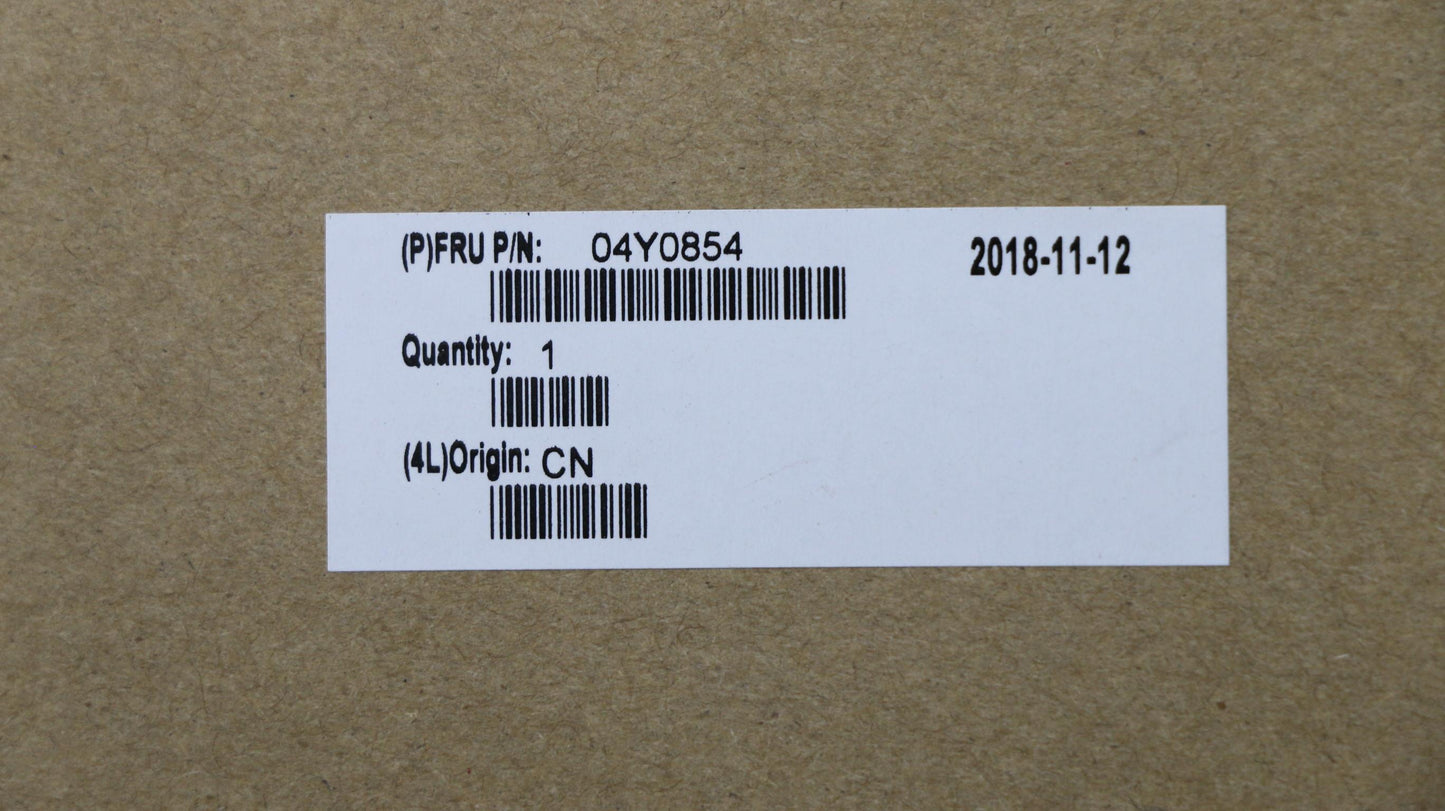 (P)FRU P/N: 04Y0854
2018-11-12
Quantity: 1
(4L)Origin: CN